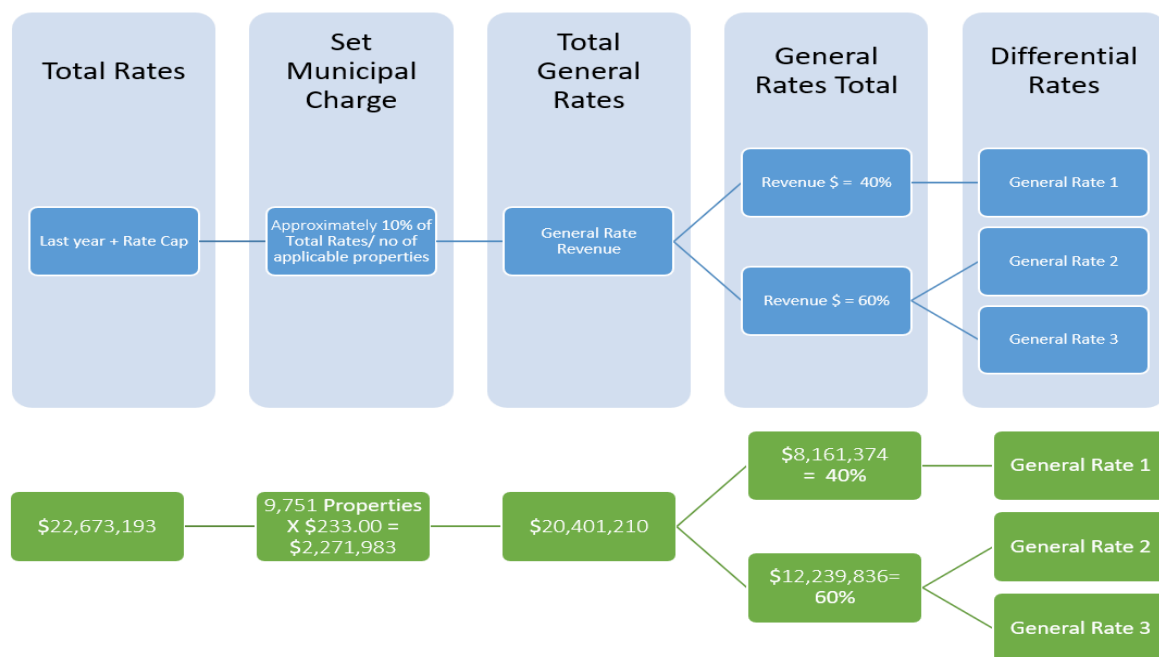 Total Rates
Set
Municipal
Charge
Total
General
Rates
General
Rates Total
Differential
Rates
Last year + Rate Cap
Approximately 10% of
Total Rates/ no of
applicable properties
General Rate
Revenue
Revenue $ = 40%
Revenue $ = 60%
General Rate 1
General Rate 2
General Rate 3
$22,673,193
9,751 Properties
X $233.00 =
$2,271,983
$20,401,210
$8,161,374
= 40%
$12,239,836=
60%
General Rate 1
General Rate 2
General Rate 3